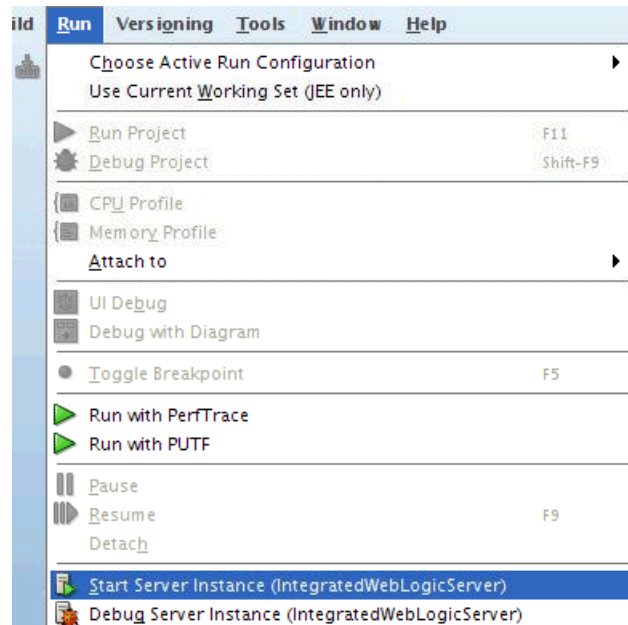 ild Run Versigning Tools Window Help
Choose Active Run Configuration
Use Current Working Set (JEE only)
Run Project F11
Debug Project Shift-F9
CPU Profile
Memory Profile
Attach to
UI Debug
Debug with Diagram
Toggle Breakpoint F5
Run with PerfTrace
Run with PUTF
Pause
Resume F9
Detach
Start Server Instance (IntegratedWebLogicServer)
Debug Server Instance (IntegratedWebLogicServer)